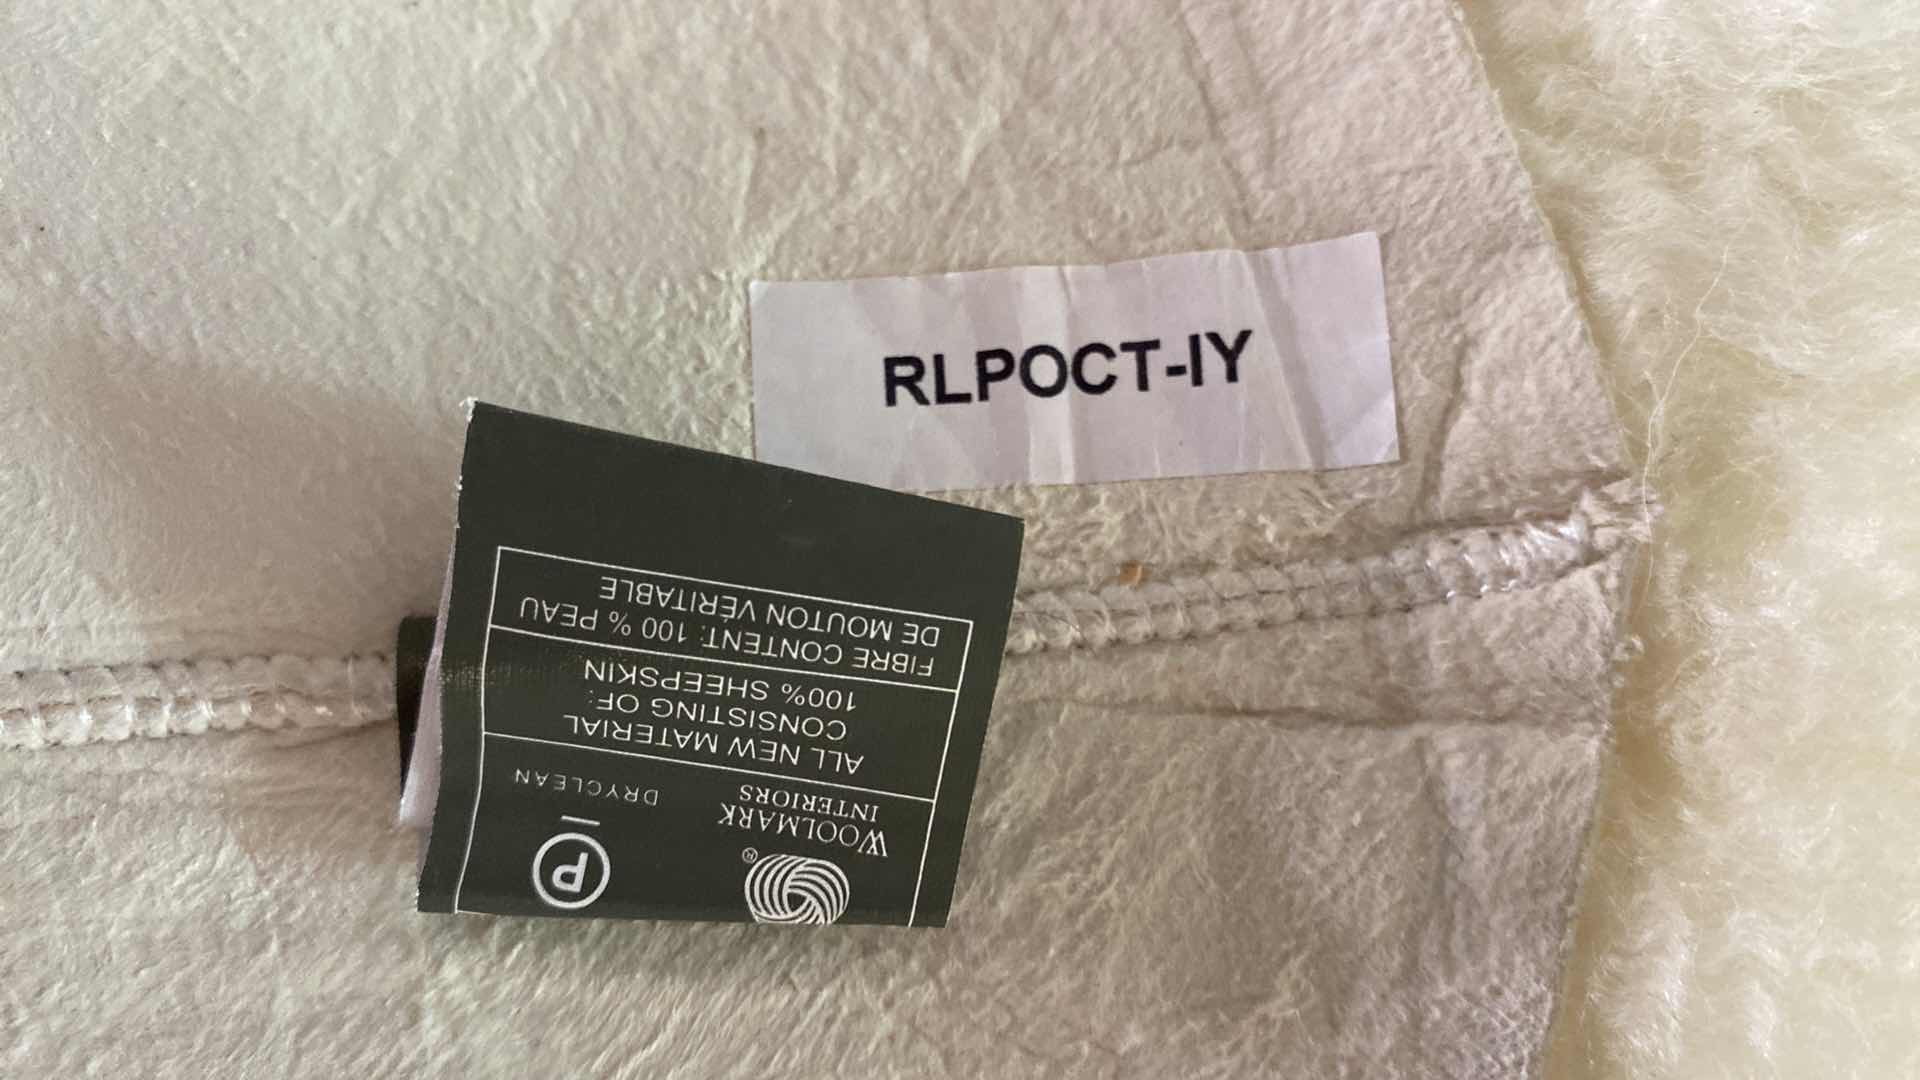 RLPOCT-IY
WOOLMARK
INTERIORS
®
P
DRYCLEAN
ALL NEW MATERIAL
CONSISTING OF:
100% SHEEPSKIN
FIBRE CONTENT: 100 % PEAU
DE MOUTON VÉRITABLE